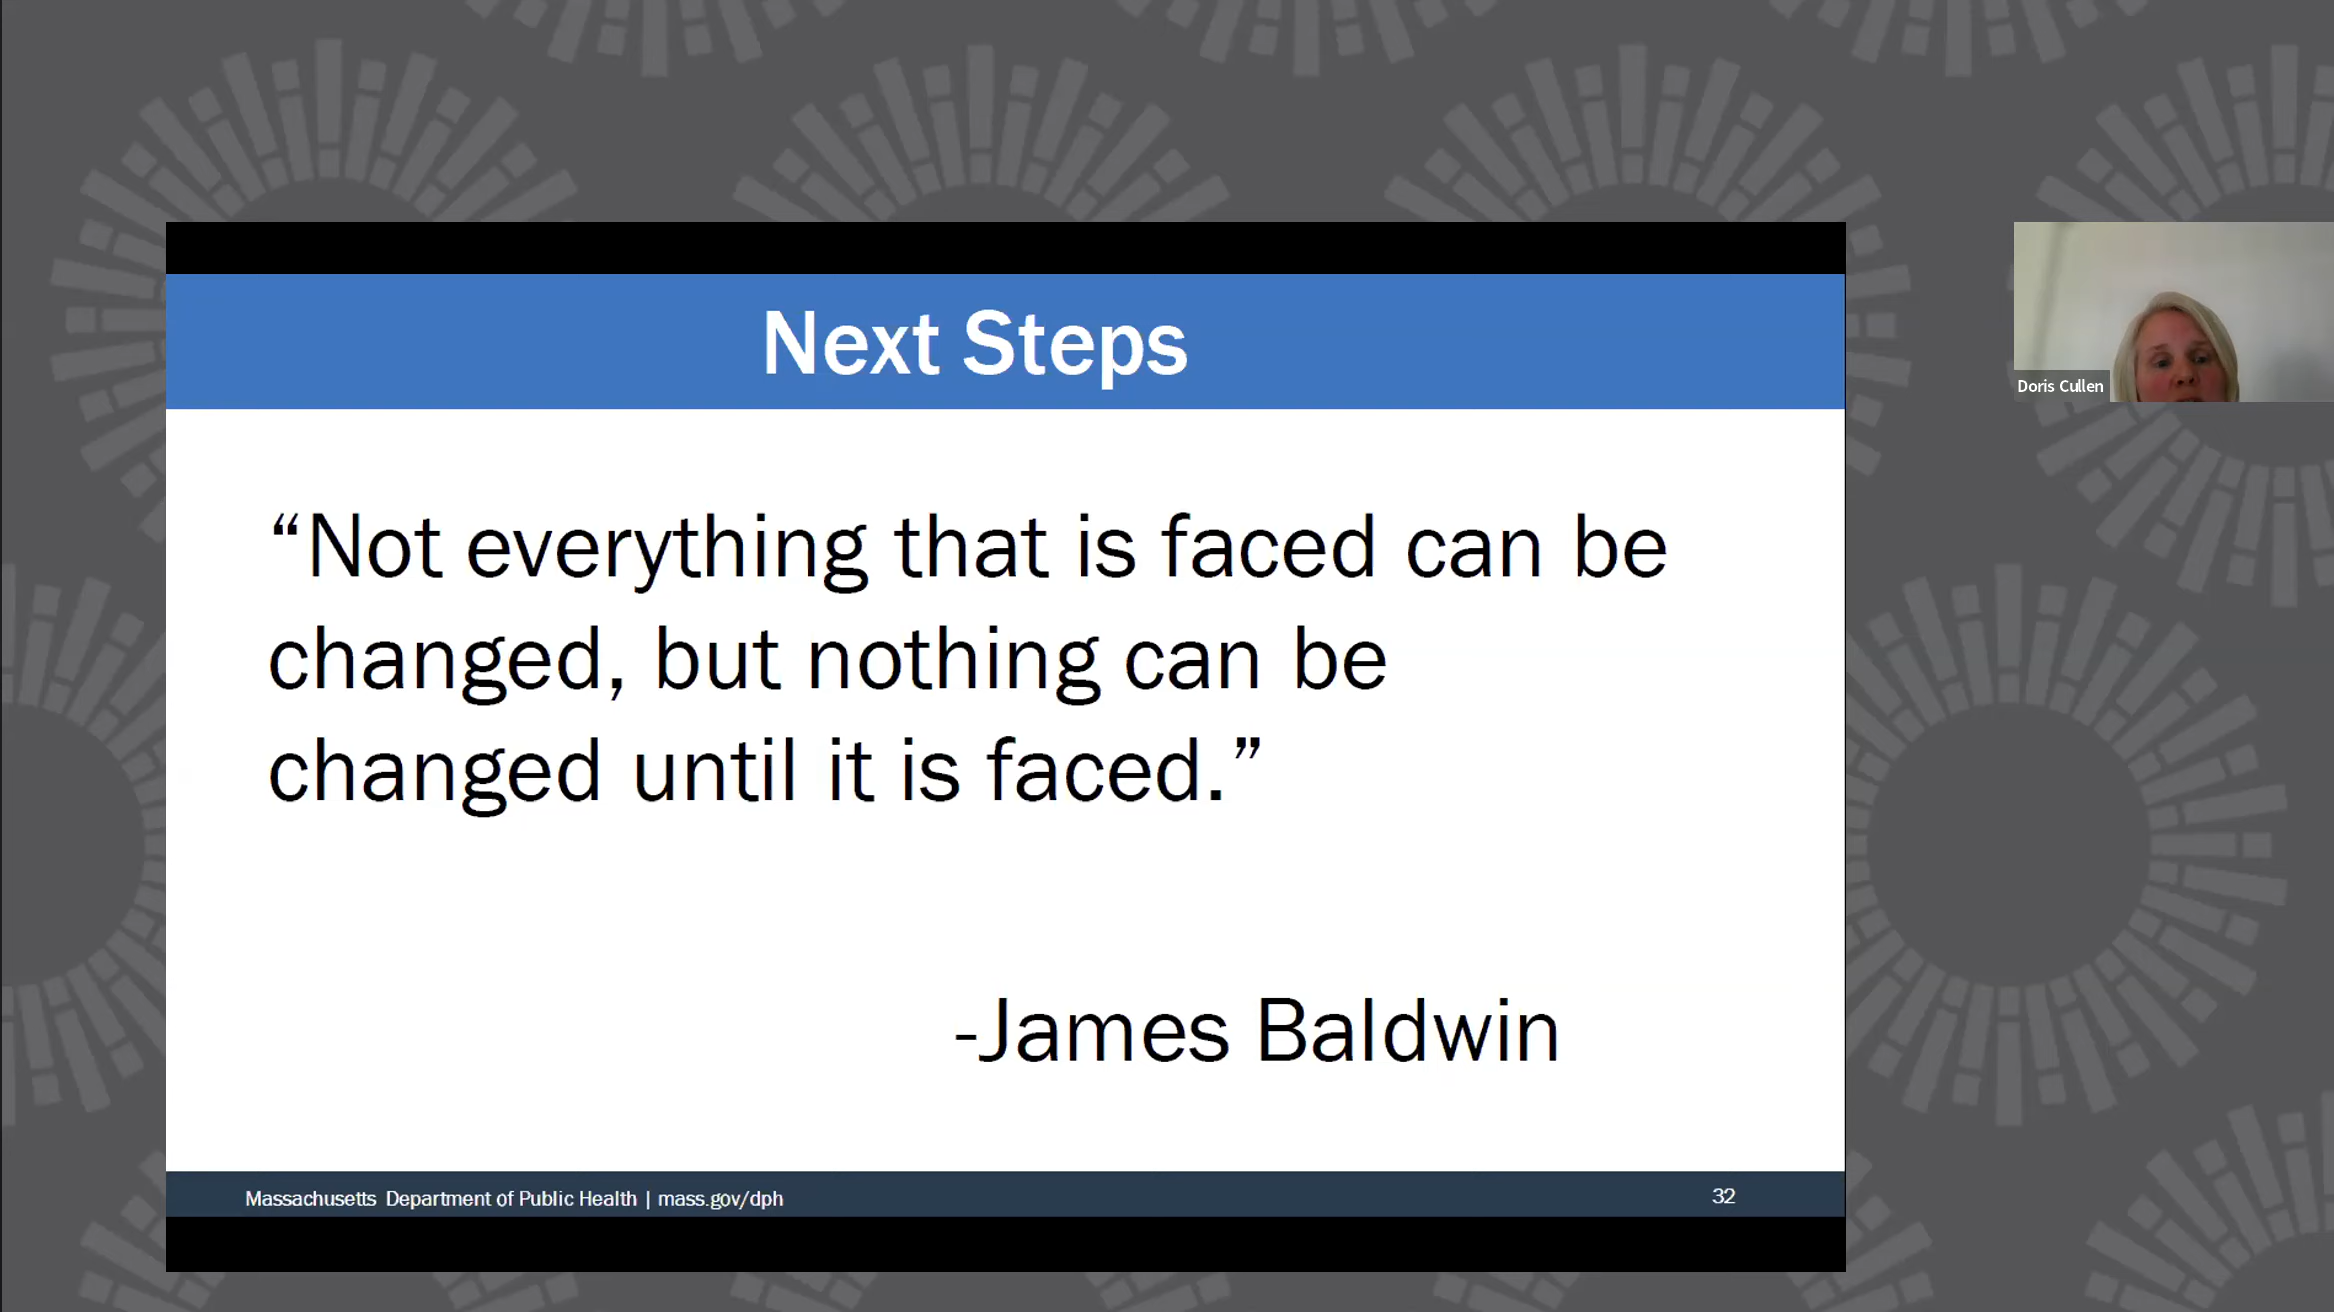 Next Steps
“Not everything that is faced can be
changed, but nothing can be
changed until it is faced.”
-James Baldwin
Massachusetts Department of Public Health | mass.gov/dph
32
Doris Cullen